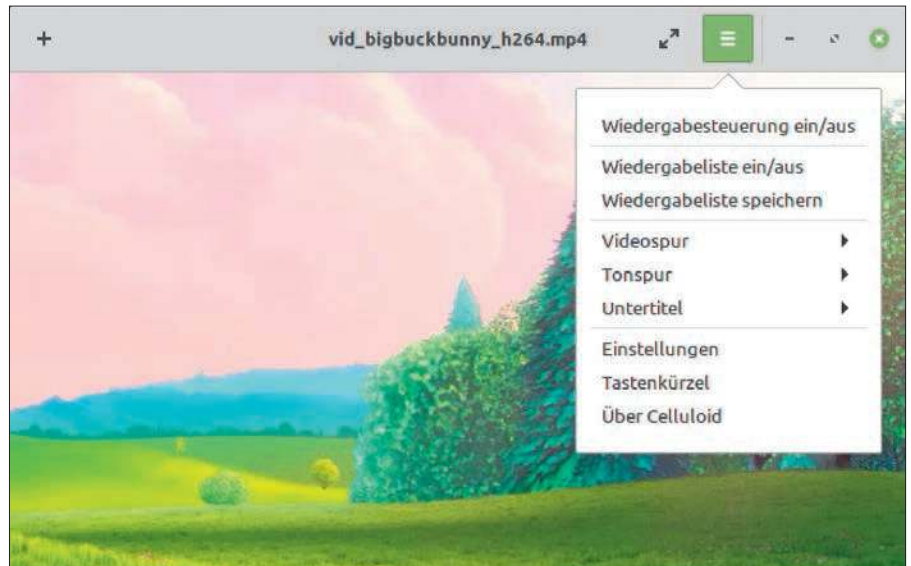 vid_bigbuckbunny_h264.mp4
Wiedergabesteuerung ein/aus
Wiedergabeliste ein/aus
Wiedergabeliste speichern
Videospur
Tonspur
Untertitel
Einstellungen
Tastenkürzel
Über Celluloid